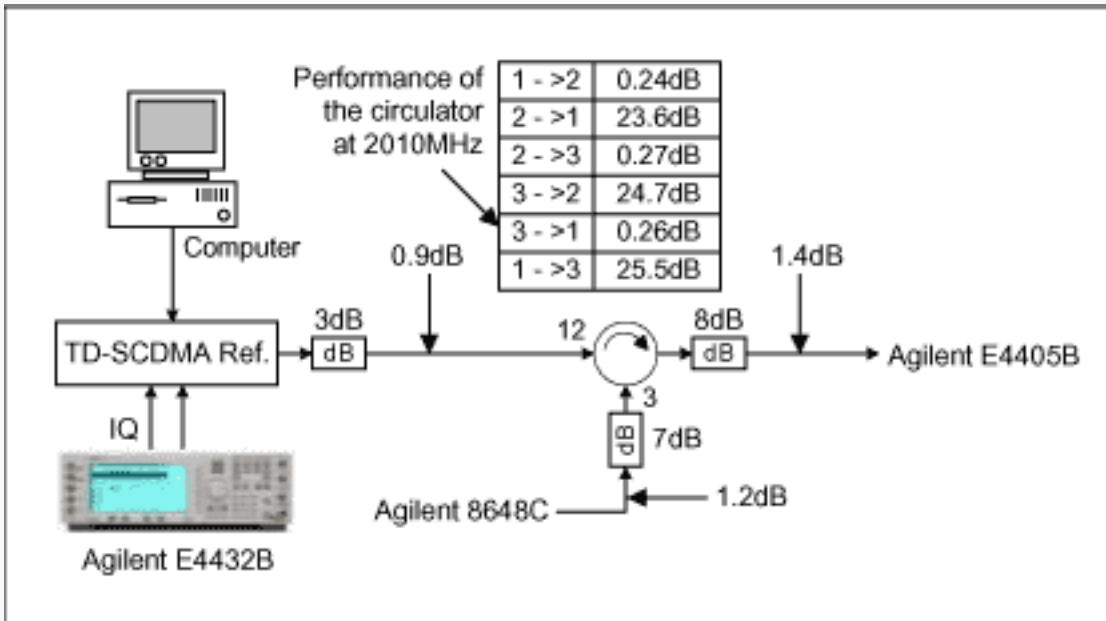 Performance of
the circulator
at 2010MHz
1 - >2 0.24dB
2 - >1 23.6dB
2 - >3 0.27dB
3 - >2 24.7dB
3 - >1 0.26dB
1 - >3 25.5dB
Computer
0.9dB
1.4dB
TD-SCDMA Ref.
3dB
dB
12
8dB
dB
Agilent E4405B
3
dB
7dB
IQ
Agilent 8648C
1.2dB
Agilent E4432B